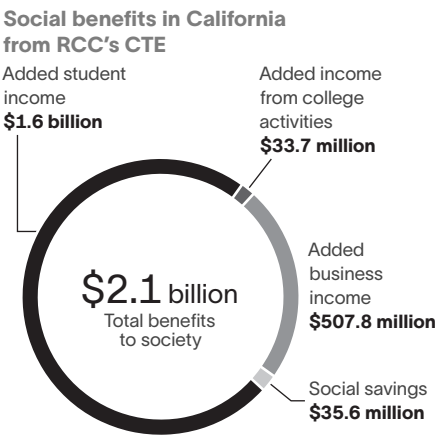 Social benefits in California
from RCC's CTE
Added student
income
$1.6 billion
Added income
from college
activities
$33.7 million
$2.1 billion
Total benefits
to society
Added
business
income
$507.8 million
Social savings
$35.6 million